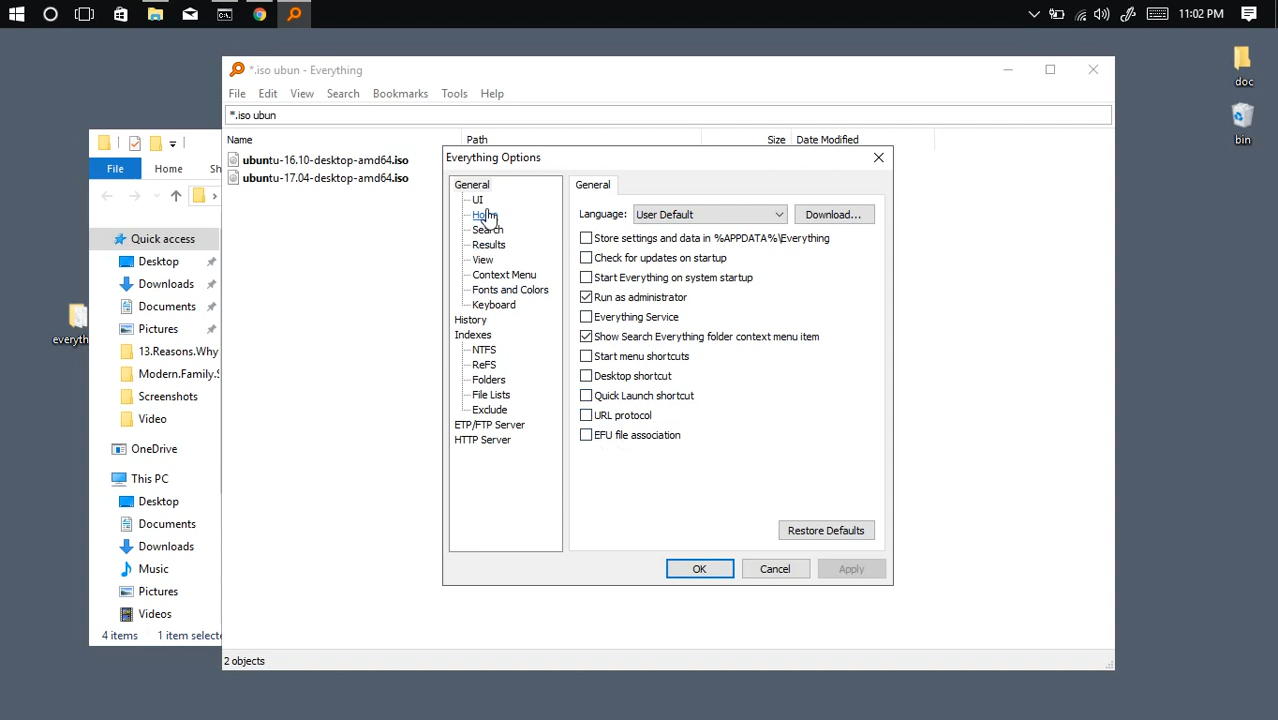 11:02 PM
doc
bin
everyth
File
Home
Sh
Quick access
Desktop
Downloads
Documents
Pictures
13.Reasons.Why
Modern.Family.S
Screenshots
Video
OneDrive
This PC
Desktop
Documents
Downloads
Music
Pictures
Videos
4 items 1 item selecte
*.iso ubun - Everything
File Edit View Search Bookmarks Tools Help
*.iso ubun
Name Path Size Date Modified
ubuntu-16.10-desktop-amd64.iso
ubuntu-17.04-desktop-amd64.iso
2 objects
Everything Options
General
UI
Home
Search
Results
View
Context Menu
Fonts and Colors
Keyboard
History
Indexes
NTFS
ReFS
Folders
File Lists
Exclude
ETP/FTP Server
HTTP Server
General
Language: User Default Download...
Store settings and data in %APPDATA%\Everything
Check for updates on startup
Start Everything on system startup
Run as administrator
Everything Service
Show Search Everything folder context menu item
Start menu shortcuts
Desktop shortcut
Quick Launch shortcut
URL protocol
EFU file association
Restore Defaults
OK Cancel Apply